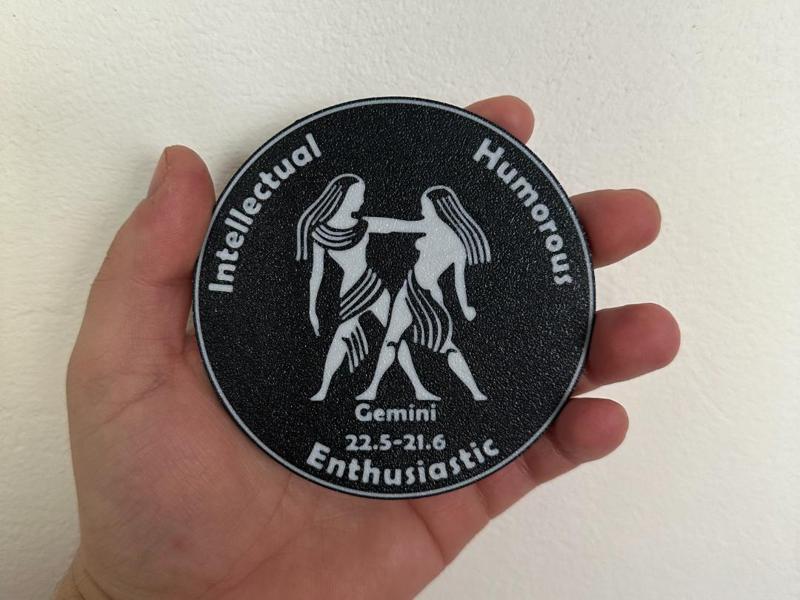 Intellectual
Humorous
Gemini
22.5-21.6
Enthusiastic